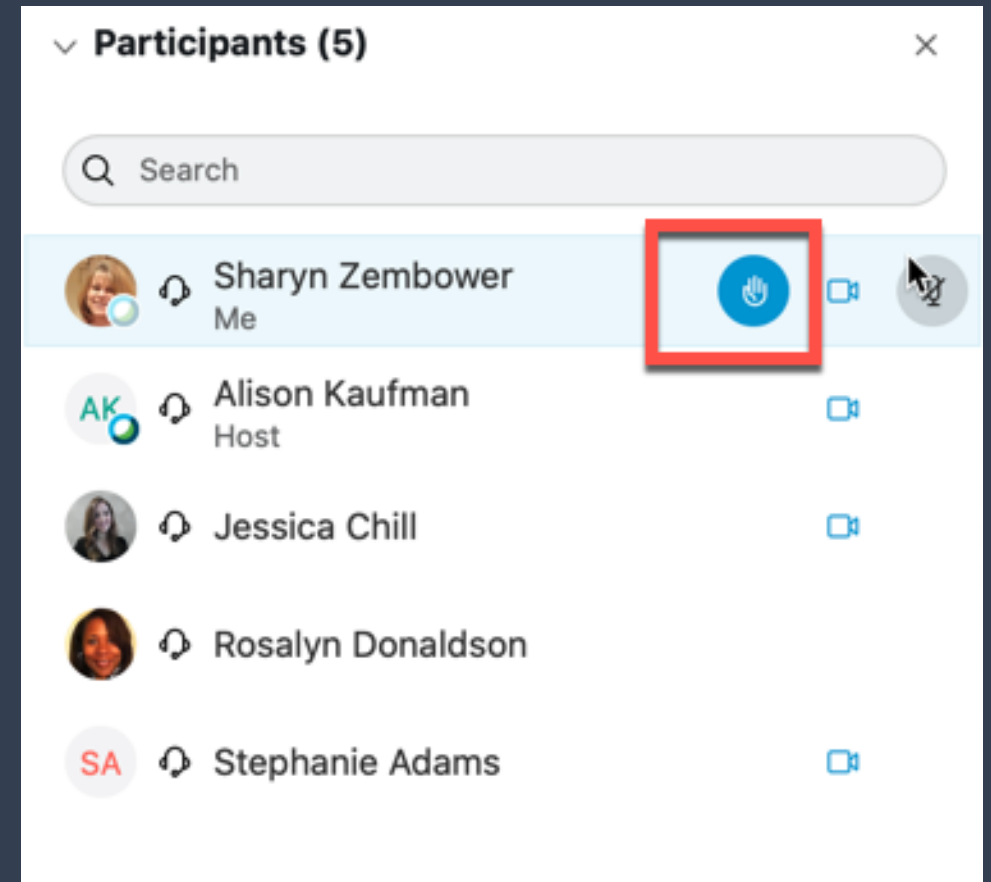 Participants (5)
Search
Sharyn Zembower
Me
AK
Alison Kaufman
Host
Jessica Chill
Rosalyn Donaldson
SA
Stephanie Adams